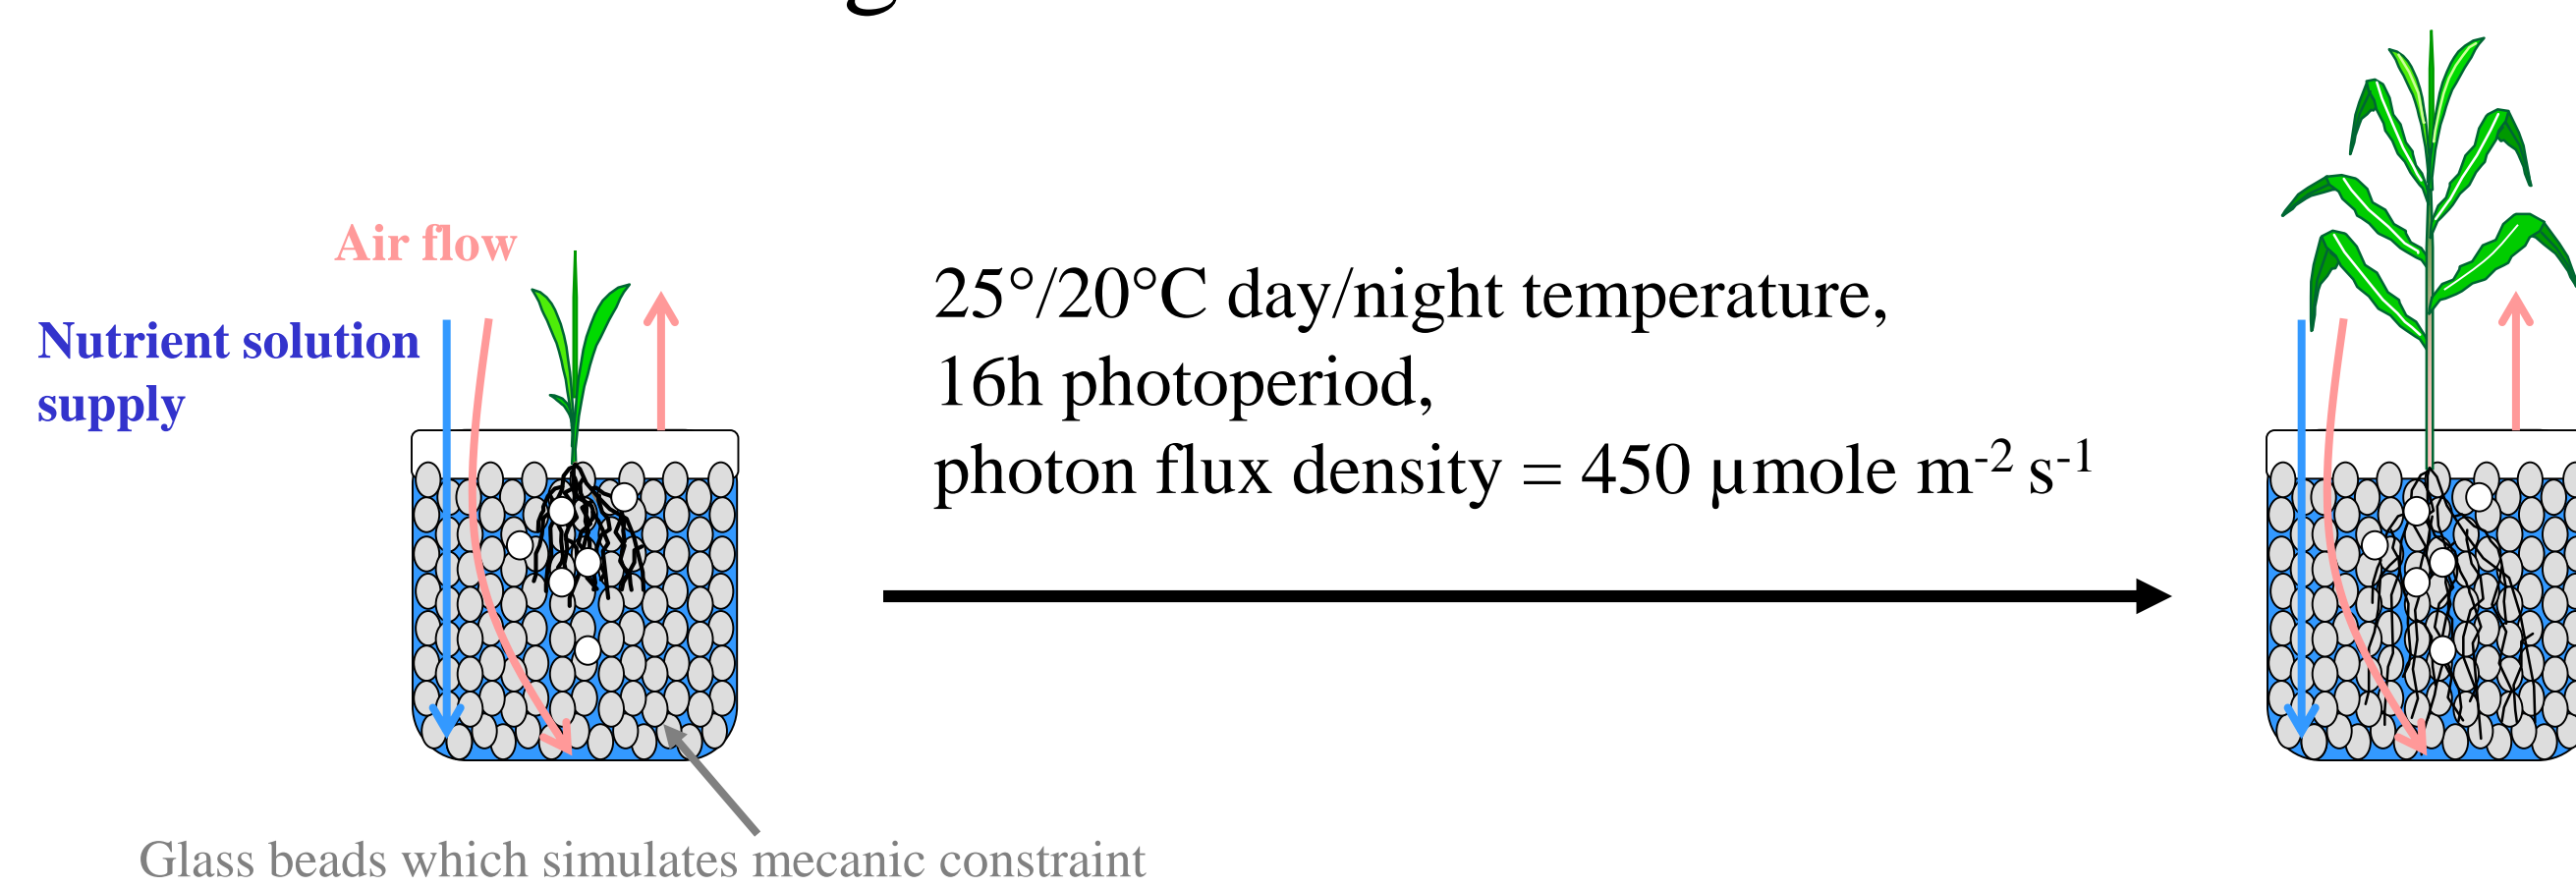 Air flow
Nutrient solution
supply
25°/20°C day/night temperature,
16h photoperiod,
photon flux density = 450 µmole m⁻² s⁻¹
Glass beads which simulates mecanic constraint